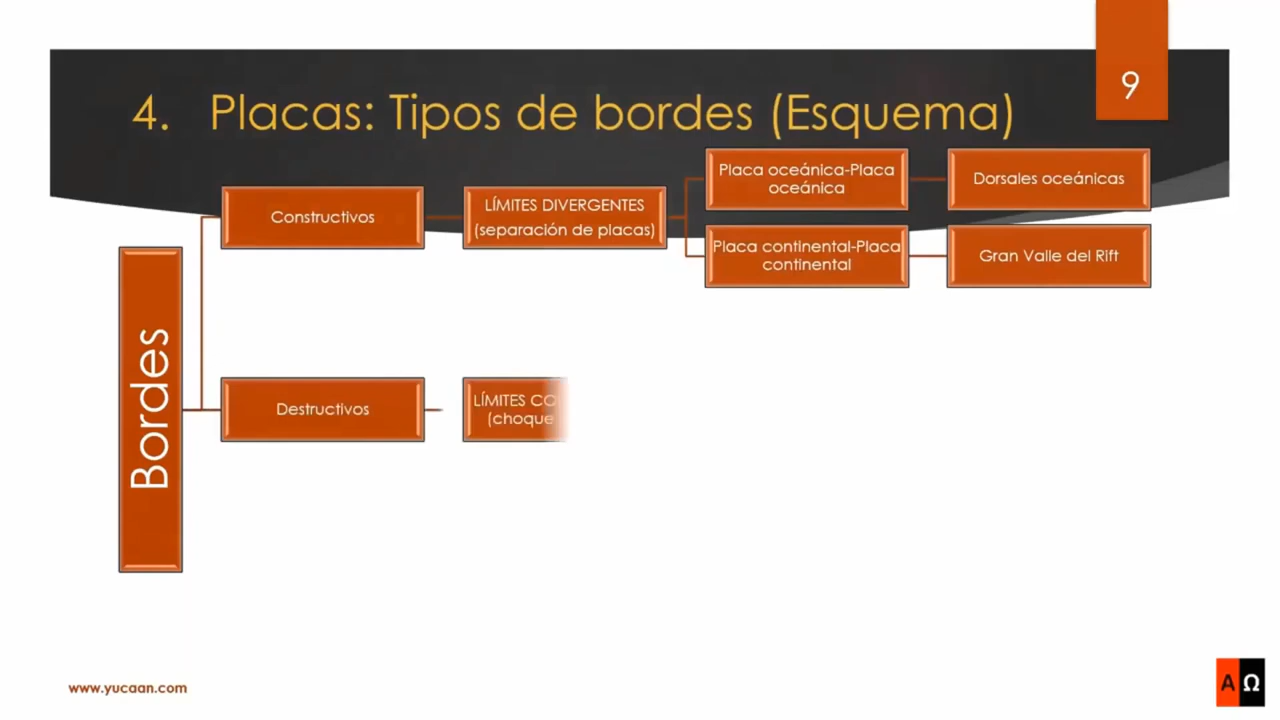 9
4. Placas: Tipos de bordes (Esquema)
Bordes
Constructivos
LÍMITES DIVERGENTES
(separación de placas)
Placa oceánica-Placa
oceánica
Dorsales oceánicas
Placa continental-Placa
continental
Gran Valle del Rift
Destructivos
LÍMITES
(choque
www.yucaan.com
AΩ